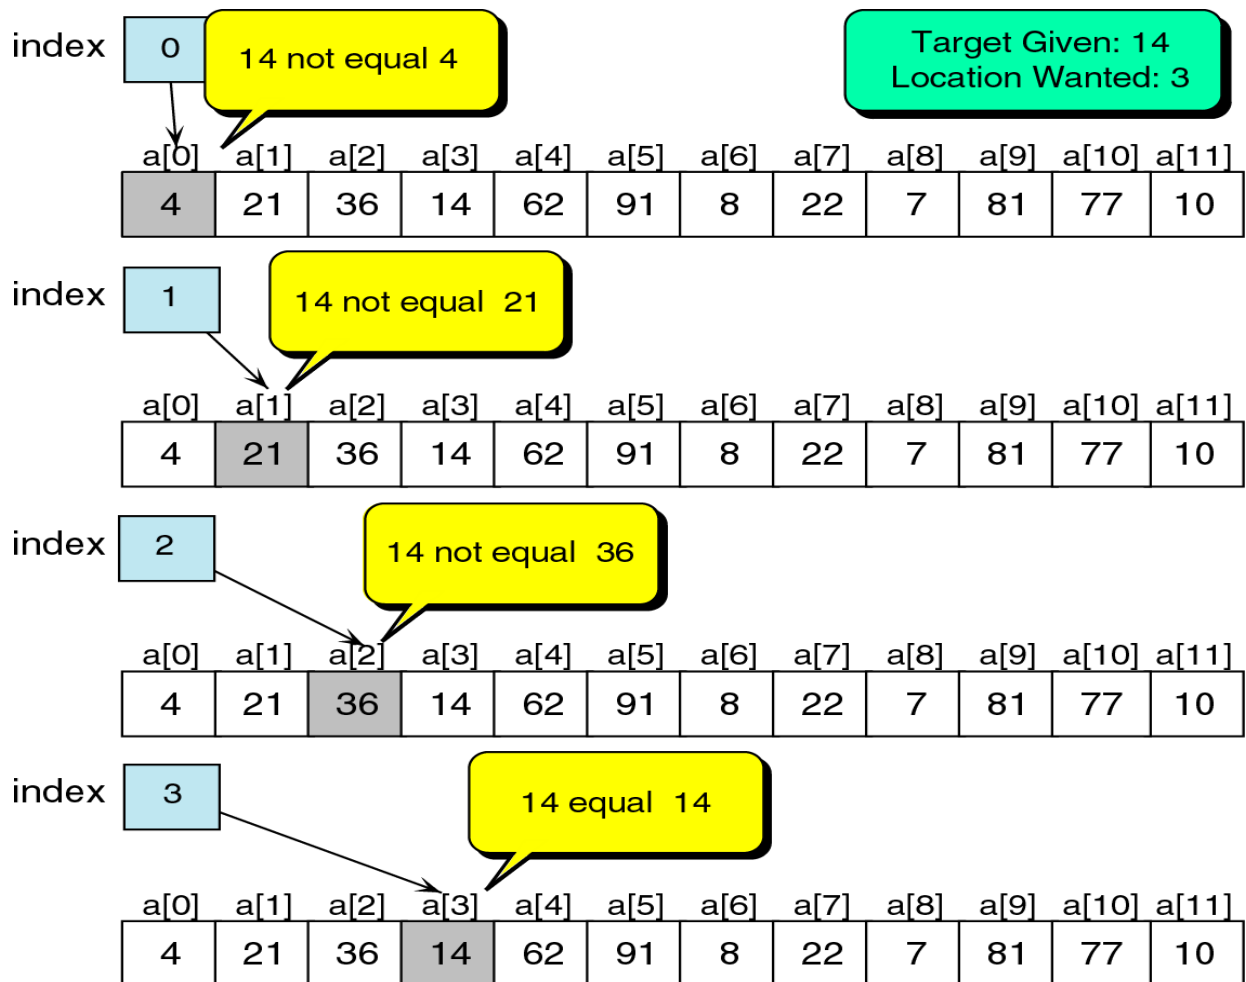 index 0 14 not equal 4
Target Given: 14
Location Wanted: 3
a[0] a[1] a[2] a[3] a[4] a[5] a[6] a[7] a[8] a[9] a[10] a[11]
4 21 36 14 62 91 8 22 7 81 77 10
index 1 14 not equal 21
a[0] a[1] a[2] a[3] a[4] a[5] a[6] a[7] a[8] a[9] a[10] a[11]
4 21 36 14 62 91 8 22 7 81 77 10
index 2 14 not equal 36
a[0] a[1] a[2] a[3] a[4] a[5] a[6] a[7] a[8] a[9] a[10] a[11]
4 21 36 14 62 91 8 22 7 81 77 10
index 3 14 equal 14
a[0] a[1] a[2] a[3] a[4] a[5] a[6] a[7] a[8] a[9] a[10] a[11]
4 21 36 14 62 91 8 22 7 81 77 10